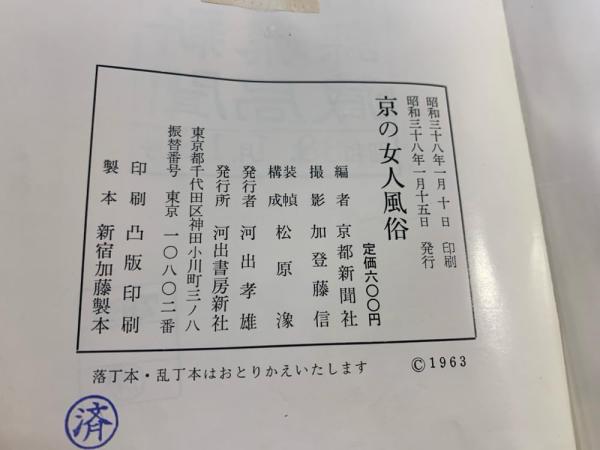 昭和三十八年一月 十 日 印刷
昭和三十八年一月十五日 発行
京の女人風俗
定価六〇〇円
編者 京都新聞社
撮影 加登藤信
装幀 構成 松原 潒
発行者 河出孝雄
発行所 河出書房新社
東京都千代田区神田小川町三ノ八
振替番号 東京 一〇八〇二番
印刷 凸版印刷
製本 新宿加藤製本
落丁本・乱丁本はおとりかえいたします
©1963
済